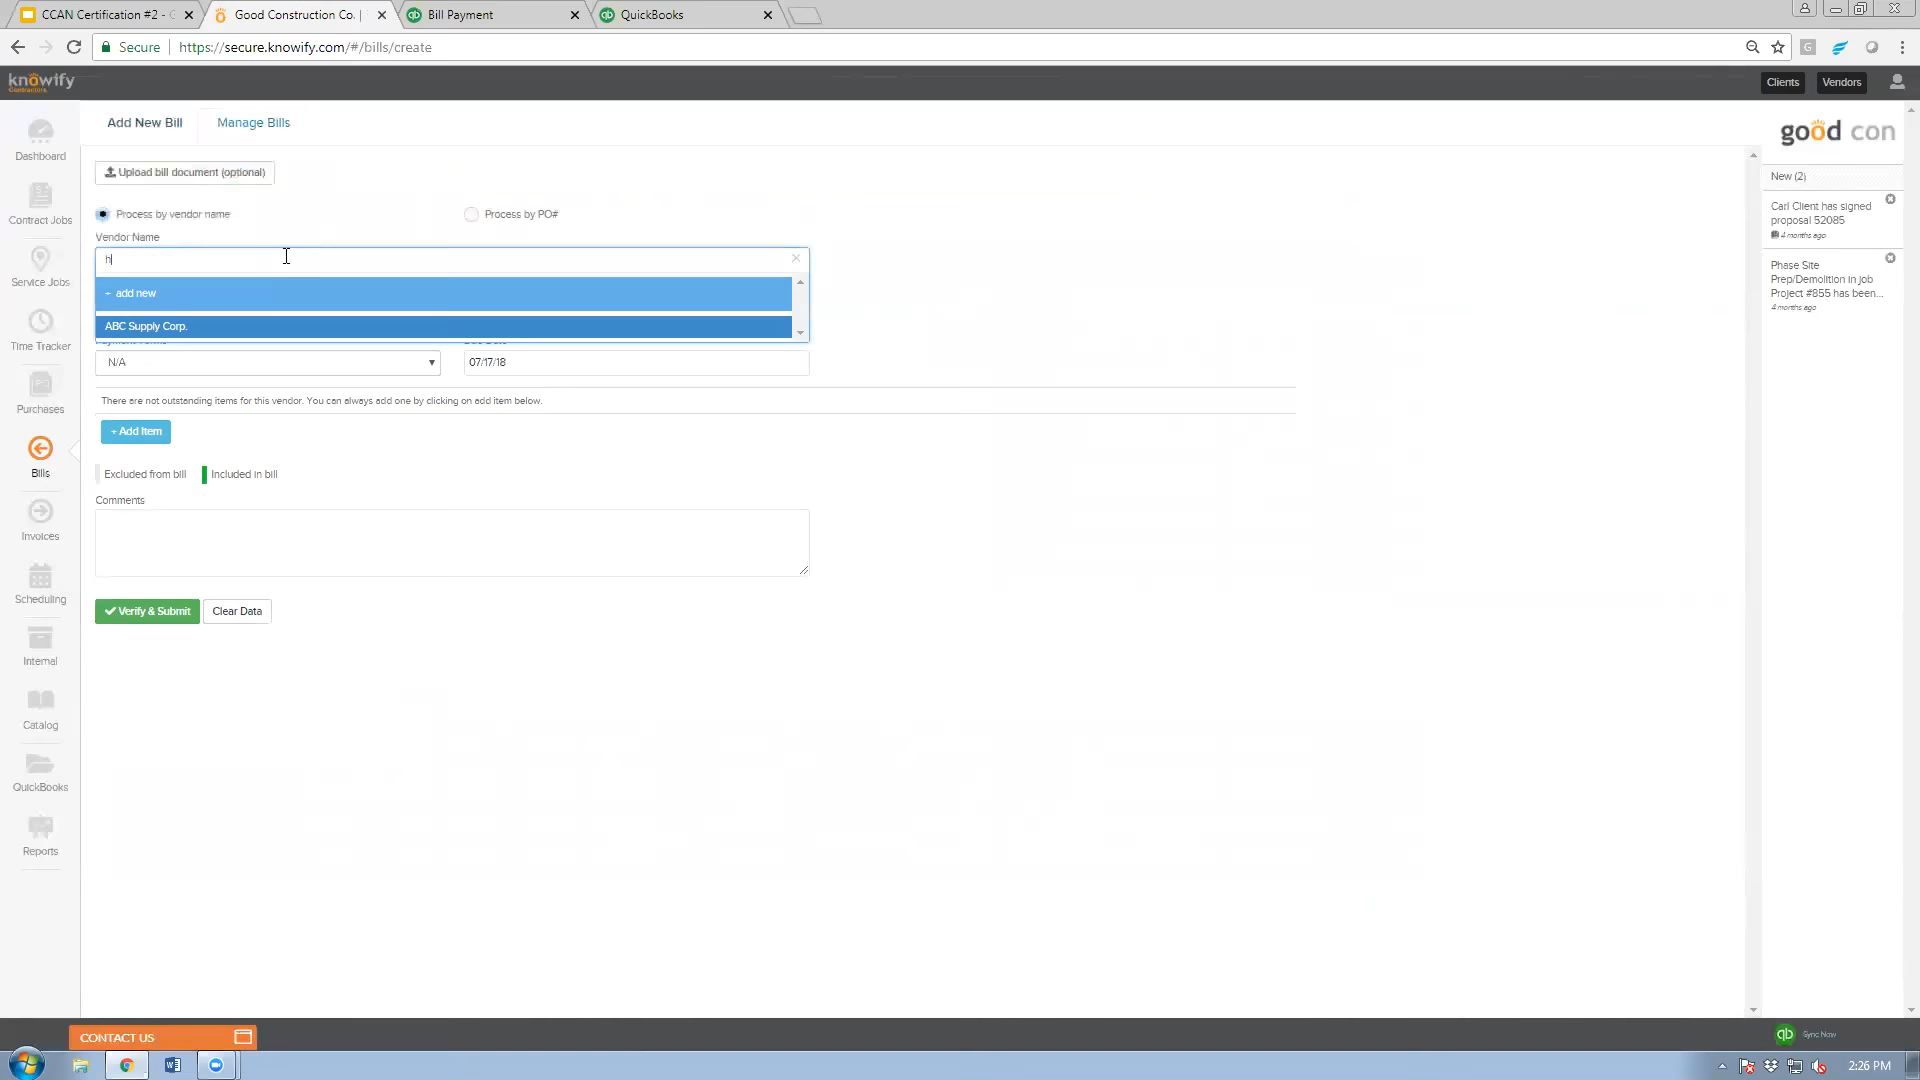 CCAN Certification #2 - G
Good Construction Co. |
Bill Payment
QuickBooks
Secure
https://secure.knowify.com/#/bills/create
knowify
Contractors
Clients
Vendors
Add New Bill
Manage Bills
good con
Upload bill document (optional)
New (2)
Process by vendor name
Process by PO#
Carl Client has signed
proposal 52085
4 months ago
Vendor Name
h
Phase Site
Prep/Demolition in job
Project #855 has been...
4 months ago
add new
ABC Supply Corp.
N/A
07/17/18
There are not outstanding items for this vendor. You can always add one by clicking on add item below.
+ Add Item
Excluded from bill
Included in bill
Comments
Verify & Submit
Clear Data
Dashboard
Contract Jobs
Service Jobs
Time Tracker
Purchases
Bills
Invoices
Scheduling
Internal
Catalog
QuickBooks
Reports
CONTACT US
Sync Now
2:26 PM